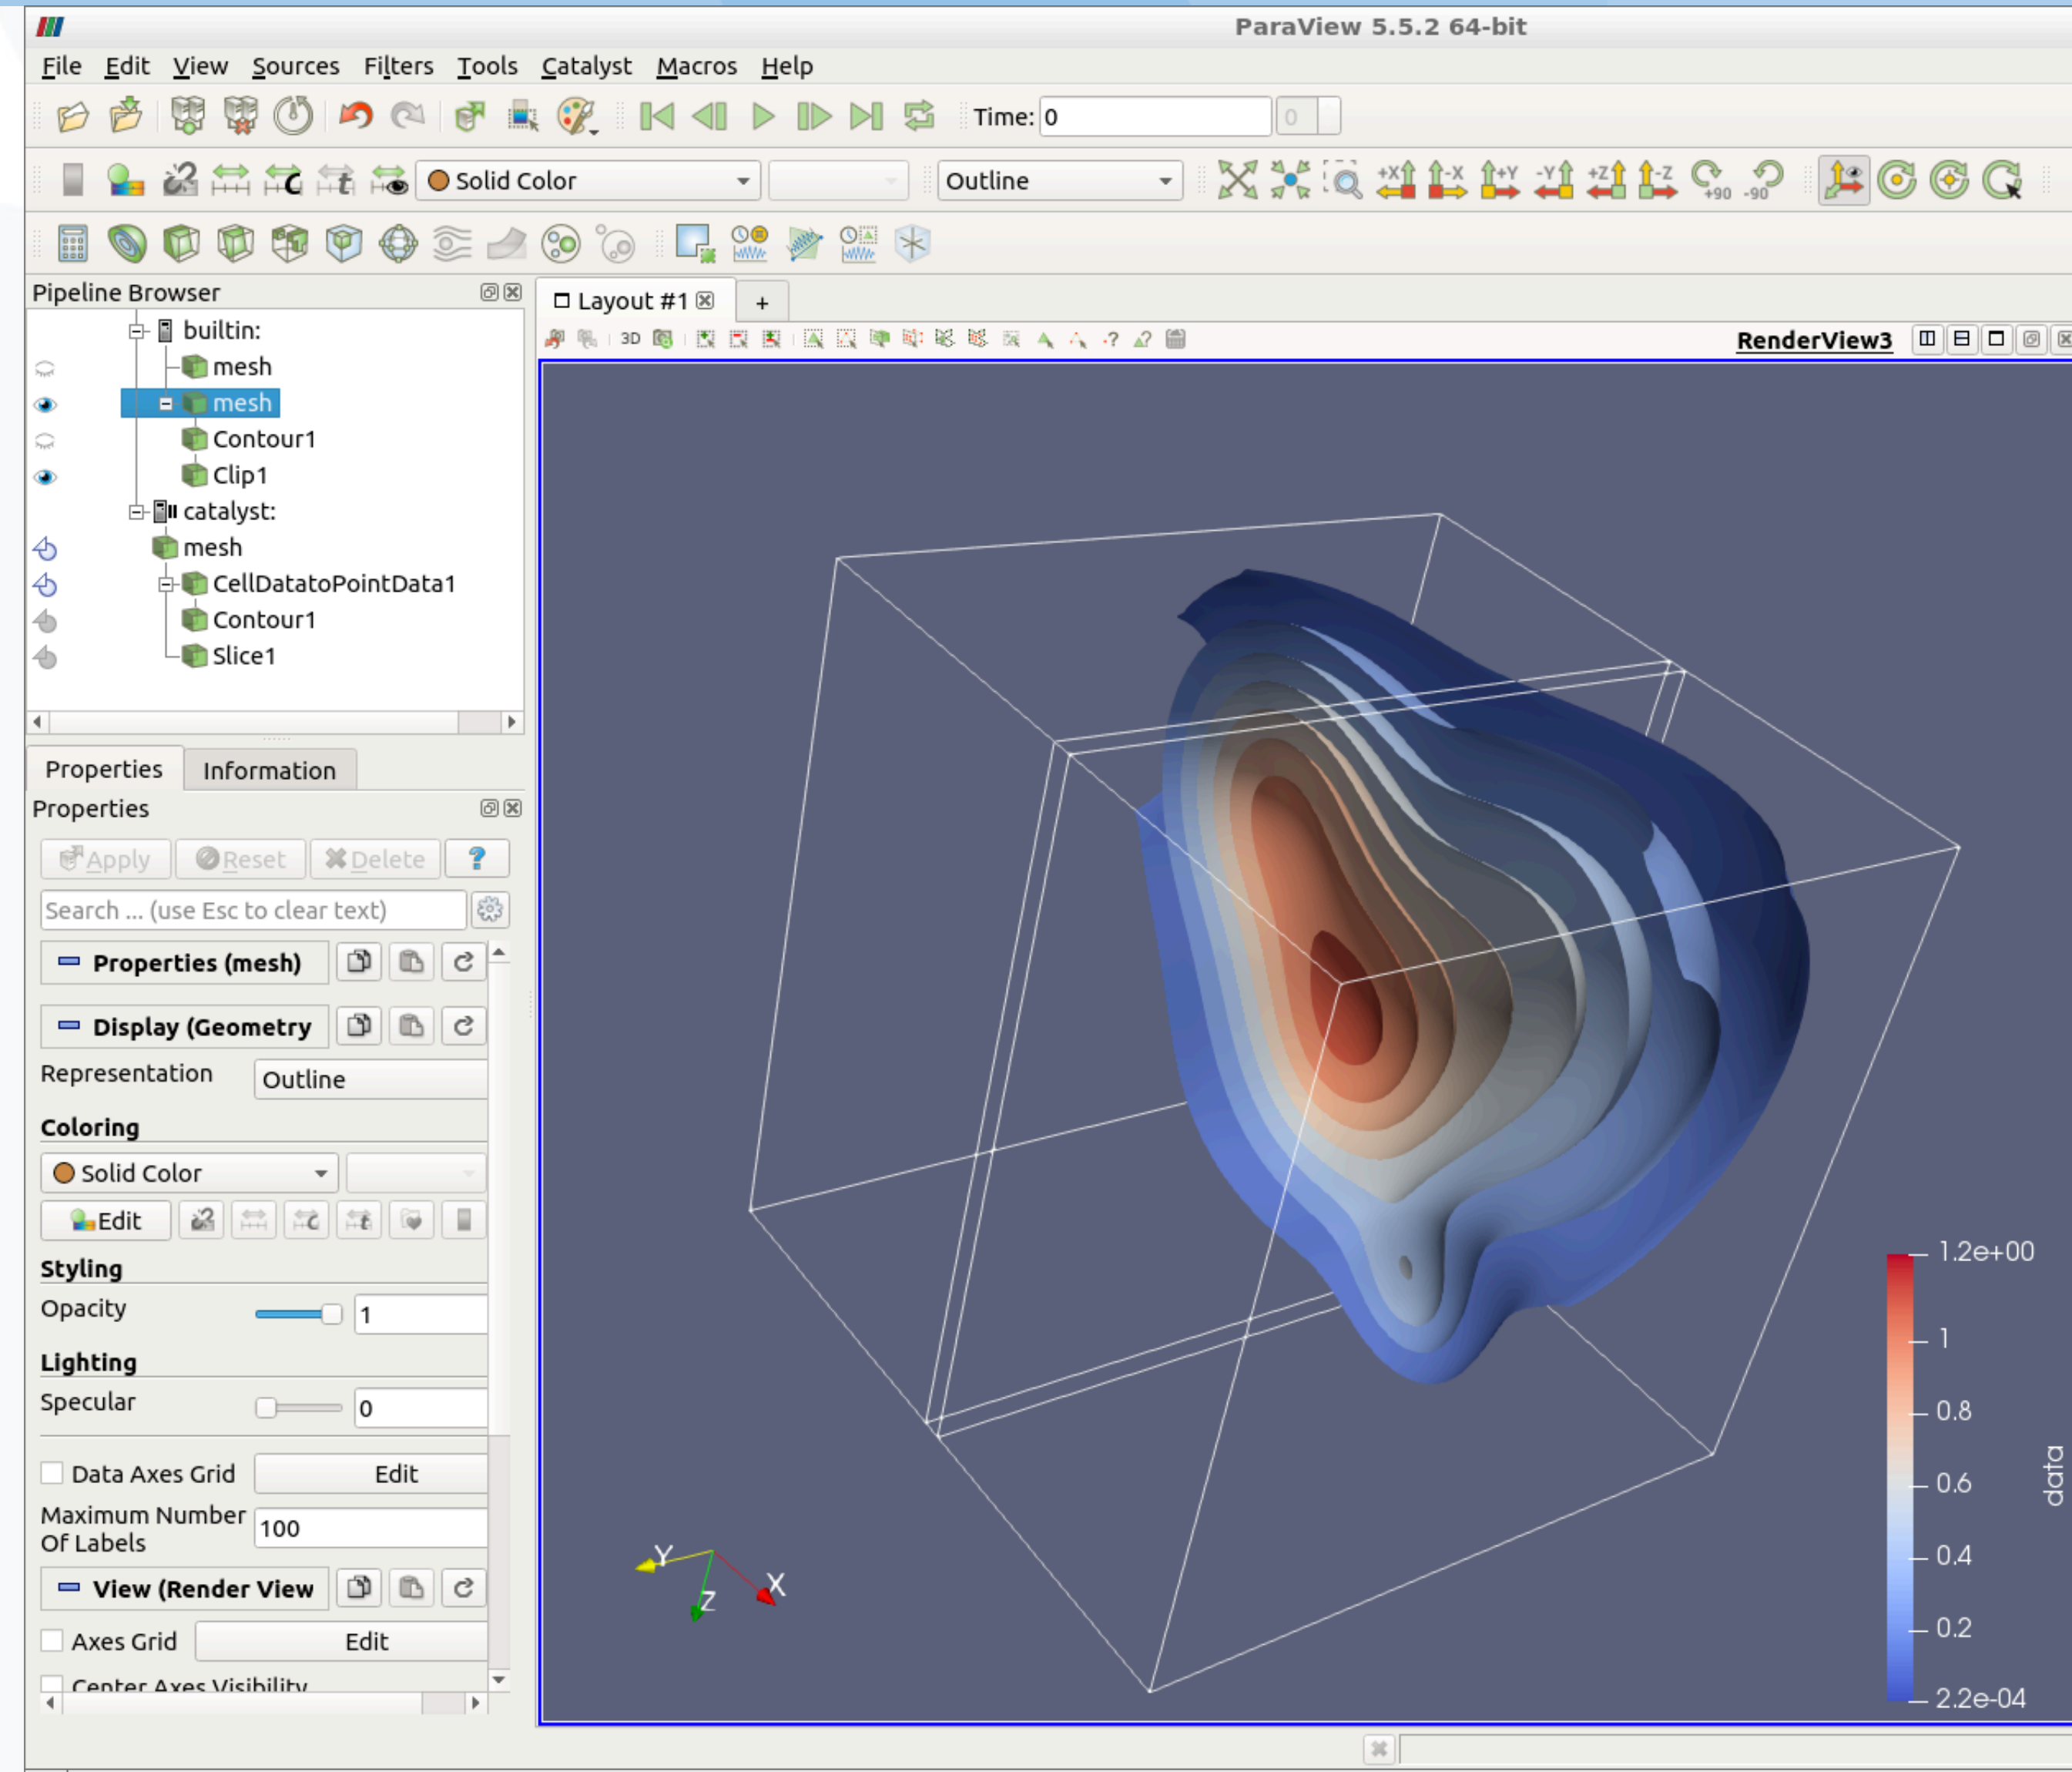 ParaView 5.5.2 64-bit
File Edit View Sources Filters Tools Catalyst Macros Help
Time: 0 0
Solid Color Outline +X -X +Y -Y +Z -Z +90 -90
Pipeline Browser
Layout #1 +
builtin:
3D RenderView3
mesh
mesh
Contour1
Clip1
catalyst:
mesh
CellDatatoPointData1
Contour1
Slice1
Properties Information
Properties
Apply Reset Delete ?
Search ... (use Esc to clear text)
Properties (mesh)
Display (Geometry
Representation Outline
Coloring
Solid Color
Edit
Styling
Opacity 1
Lighting
Specular 0
Data Axes Grid Edit
Maximum Number
Of Labels 100
View (Render View
Axes Grid Edit
Center Axes Visibility
Y X
Z
1.2e+00
1
0.8
0.6
0.4
0.2
2.2e-04
data